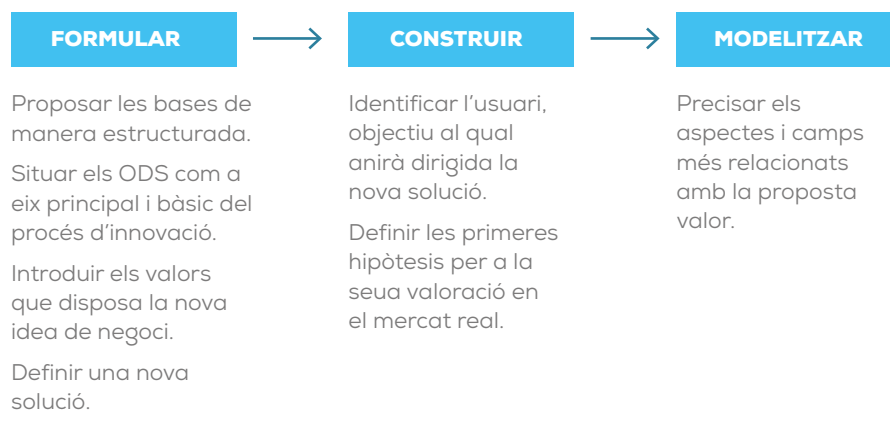 FORMULAR
Proposar les bases de
manera estructurada.
Situar els ODS com a
eix principal i bàsic del
procés d’innovació.
Introduir els valors
que disposa la nova
idea de negoci.
Definir una nova
solució.
CONSTRUIR
Identificar l’usuari,
objectiu al qual
anirà dirigida la
nova solució.
Definir les primeres
hipòtesis per a la
seua valoració en
el mercat real.
MODELITZAR
Precisar els
aspectes i camps
més relacionats
amb la proposta
valor.